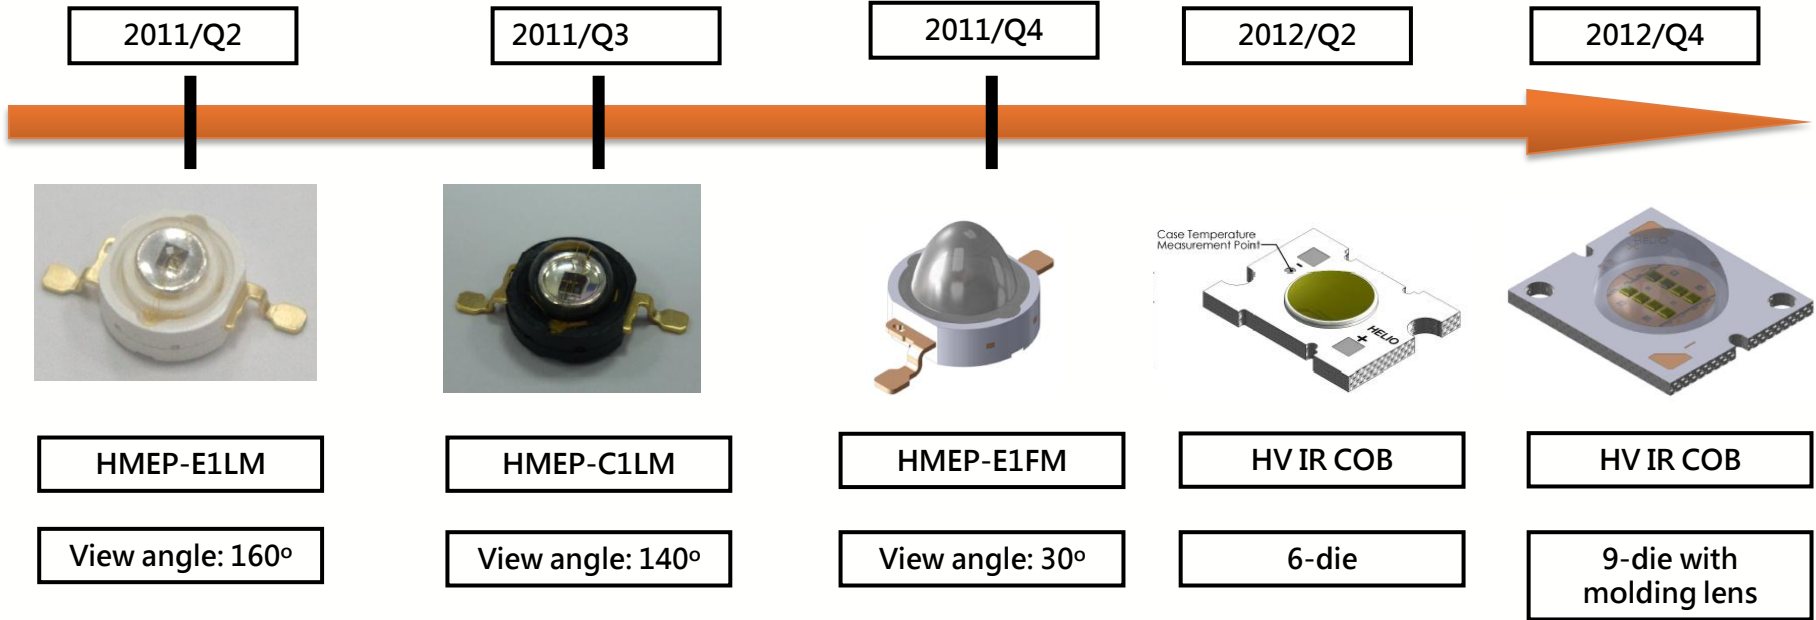 2011/Q2
2011/Q3
2011/Q4
2012/Q2
2012/Q4
Case Temperature
Measurement Point
-
+
HELIO
HELIO
HMEP-E1LM
HMEP-C1LM
HMEP-E1FM
HV IR COB
HV IR COB
View angle: 160º
View angle: 140º
View angle: 30º
6-die
9-die with
molding lens